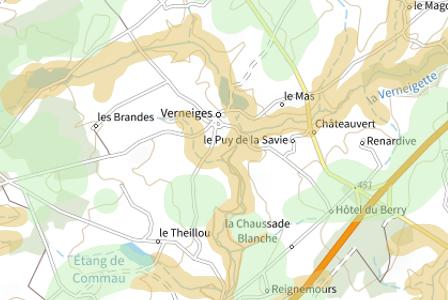 le Mago
la Verneigette
le Mas
Verneiges
les Brandes
Châteauvert
le Puy de la Savie
Renardive
451
Hôtel du Berry
la Chaussade
Blanche
le Theillou
Étang de
Commau
Reignemours